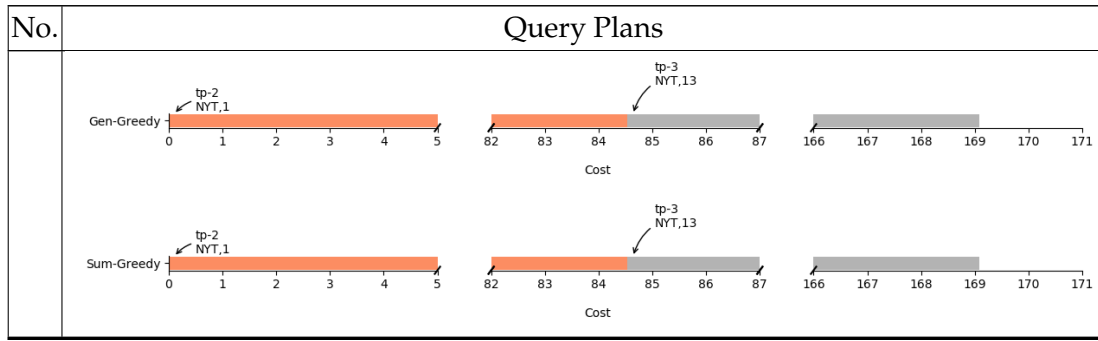 No. Query Plans
tp-2
NYT,1
tp-3
NYT,13
Gen-Greedy
0 1 2 3 4 5 82 83 84 85 86 87 166 167 168 169 170 171
Cost
tp-2
NYT,1
tp-3
NYT,13
Sum-Greedy
0 1 2 3 4 5 82 83 84 85 86 87 166 167 168 169 170 171
Cost